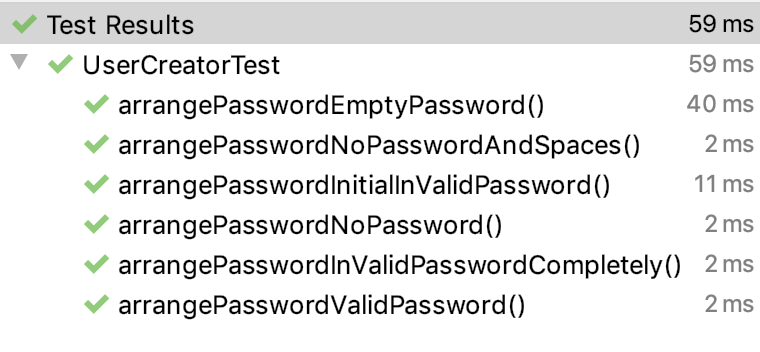 Test Results 59 ms
UserCreatorTest 59 ms
arrangePasswordEmptyPassword() 40 ms
arrangePasswordNoPasswordAndSpaces() 2 ms
arrangePasswordInitialInValidPassword() 11 ms
arrangePasswordNoPassword() 2 ms
arrangePasswordInValidPasswordCompletely() 2 ms
arrangePasswordValidPassword() 2 ms